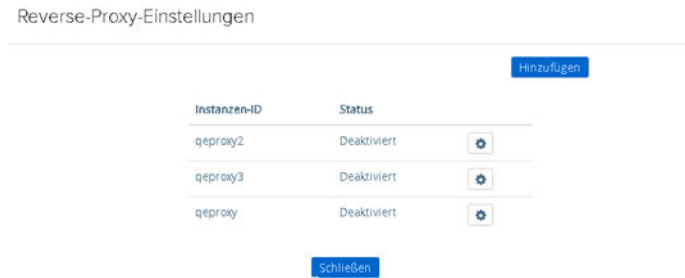 Reverse-Proxy-Einstellungen
Hinzufügen
Instanzen-ID Status
qeproxy2 Deaktiviert
qeproxy3 Deaktiviert
qeproxy Deaktiviert
Schließen